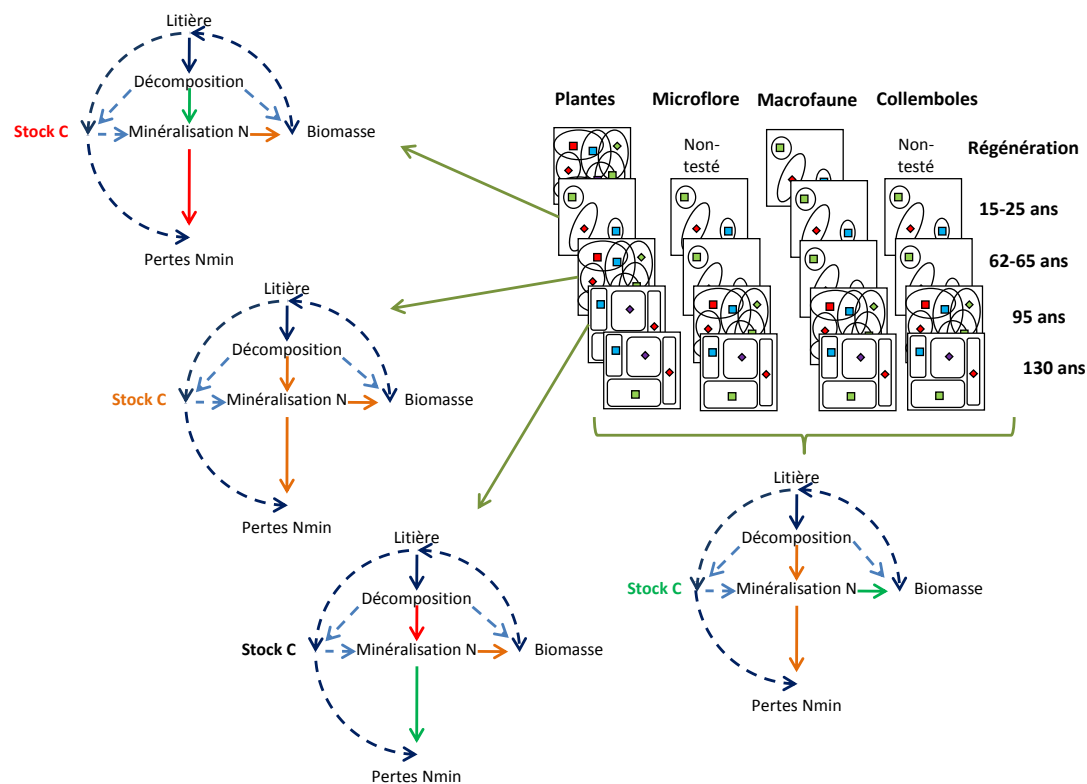 Litière
Décomposition
Stock C
Minéralisation N
Biomasse
Pertes Nmin
Plantes
Microflore
Macrofaune
Collemboles
Non-
testé
Non-
testé
Régénération
15-25 ans
62-65 ans
95 ans
130 ans
Litière
Décomposition
Stock C
Minéralisation N
Biomasse
Pertes Nmin
Litière
Décomposition
Stock C
Minéralisation N
Biomasse
Pertes Nmin
Litière
Décomposition
Stock C
Minéralisation N
Biomasse
Pertes Nmin